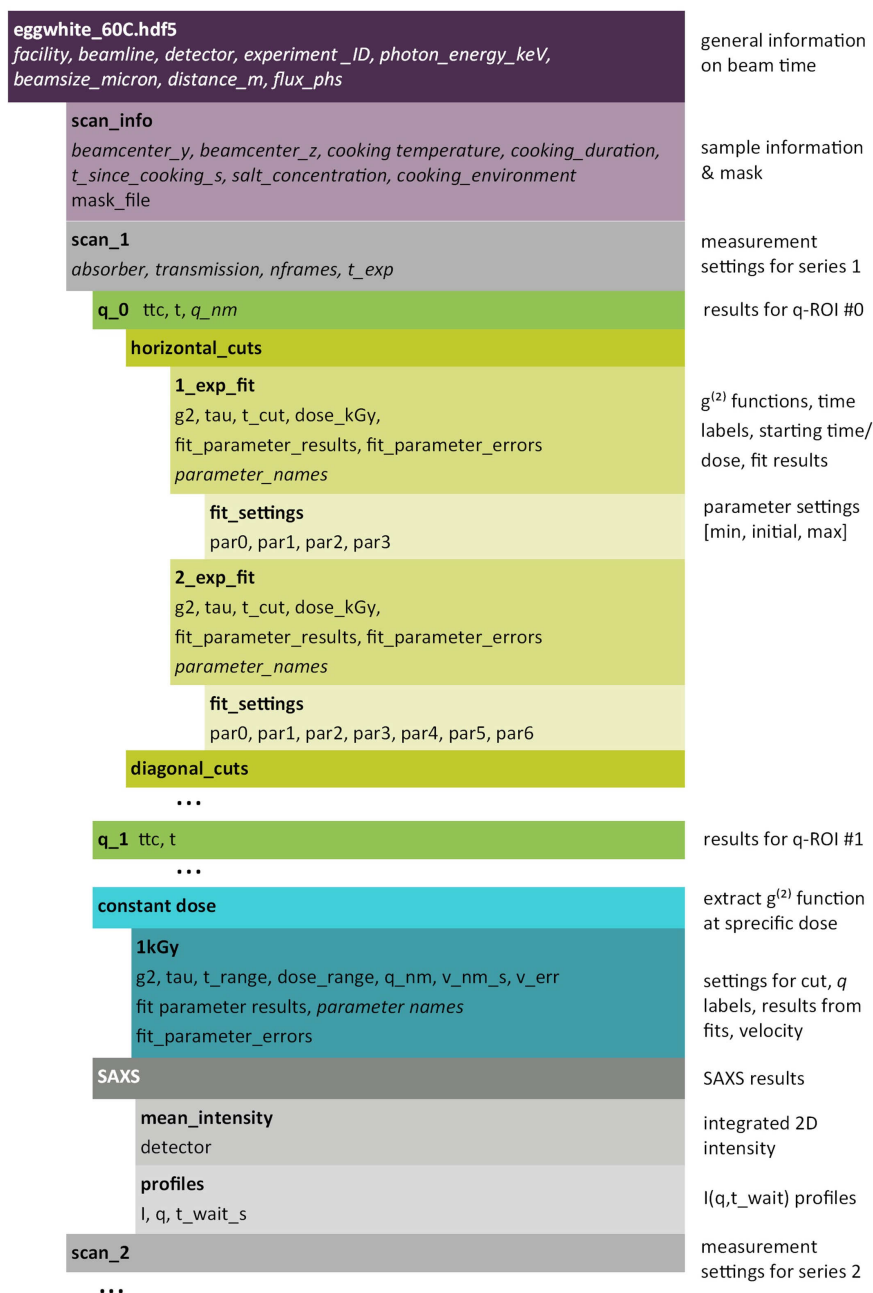 eggwhite_60C.hdf5
facility, beamline, detector, experiment _ID, photon_energy_keV,
beamsize_micron, distance_m, flux_phs
general information
on beam time
scan_info
beamcenter_y, beamcenter_z, cooking temperature, cooking_duration,
t_since_cooking_s, salt_concentration, cooking_environment
mask_file
sample information
& mask
scan_1
absorber, transmission, nframes, t_exp
measurement
settings for series 1
q_0 ttc, t, q_nm
results for q-ROI #0
horizontal_cuts
1_exp_fit
g2, tau, t_cut, dose_kGy,
fit_parameter_results, fit_parameter_errors
parameter_names
g⁽²⁾ functions, time
labels, starting time/
dose, fit results
fit_settings
par0, par1, par2, par3
parameter settings
[min, initial, max]
2_exp_fit
g2, tau, t_cut, dose_kGy,
fit_parameter_results, fit_parameter_errors
parameter_names
fit_settings
par0, par1, par2, par3, par4, par5, par6
diagonal_cuts
...
q_1 ttc, t
results for q-ROI #1
...
constant dose
extract g⁽²⁾ function
at sprecific dose
1kGy
g2, tau, t_range, dose_range, q_nm, v_nm_s, v_err
fit parameter results, parameter names
fit_parameter_errors
settings for cut, q
labels, results from
fits, velocity
SAXS
SAXS results
mean_intensity
detector
integrated 2D
intensity
profiles
I, q, t_wait_s
I(q,t_wait) profiles
scan_2
measurement
settings for series 2
...